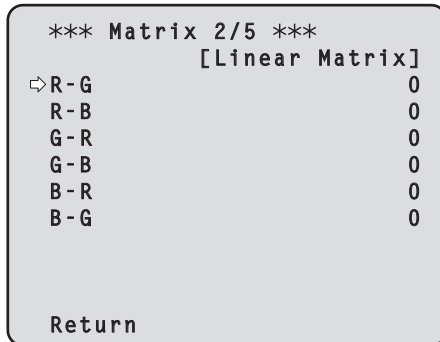 *** Matrix 2/5 ***
[Linear Matrix]
⇨R-G 0
R-B 0
G-R 0
G-B 0
B-R 0
B-G 0
Return